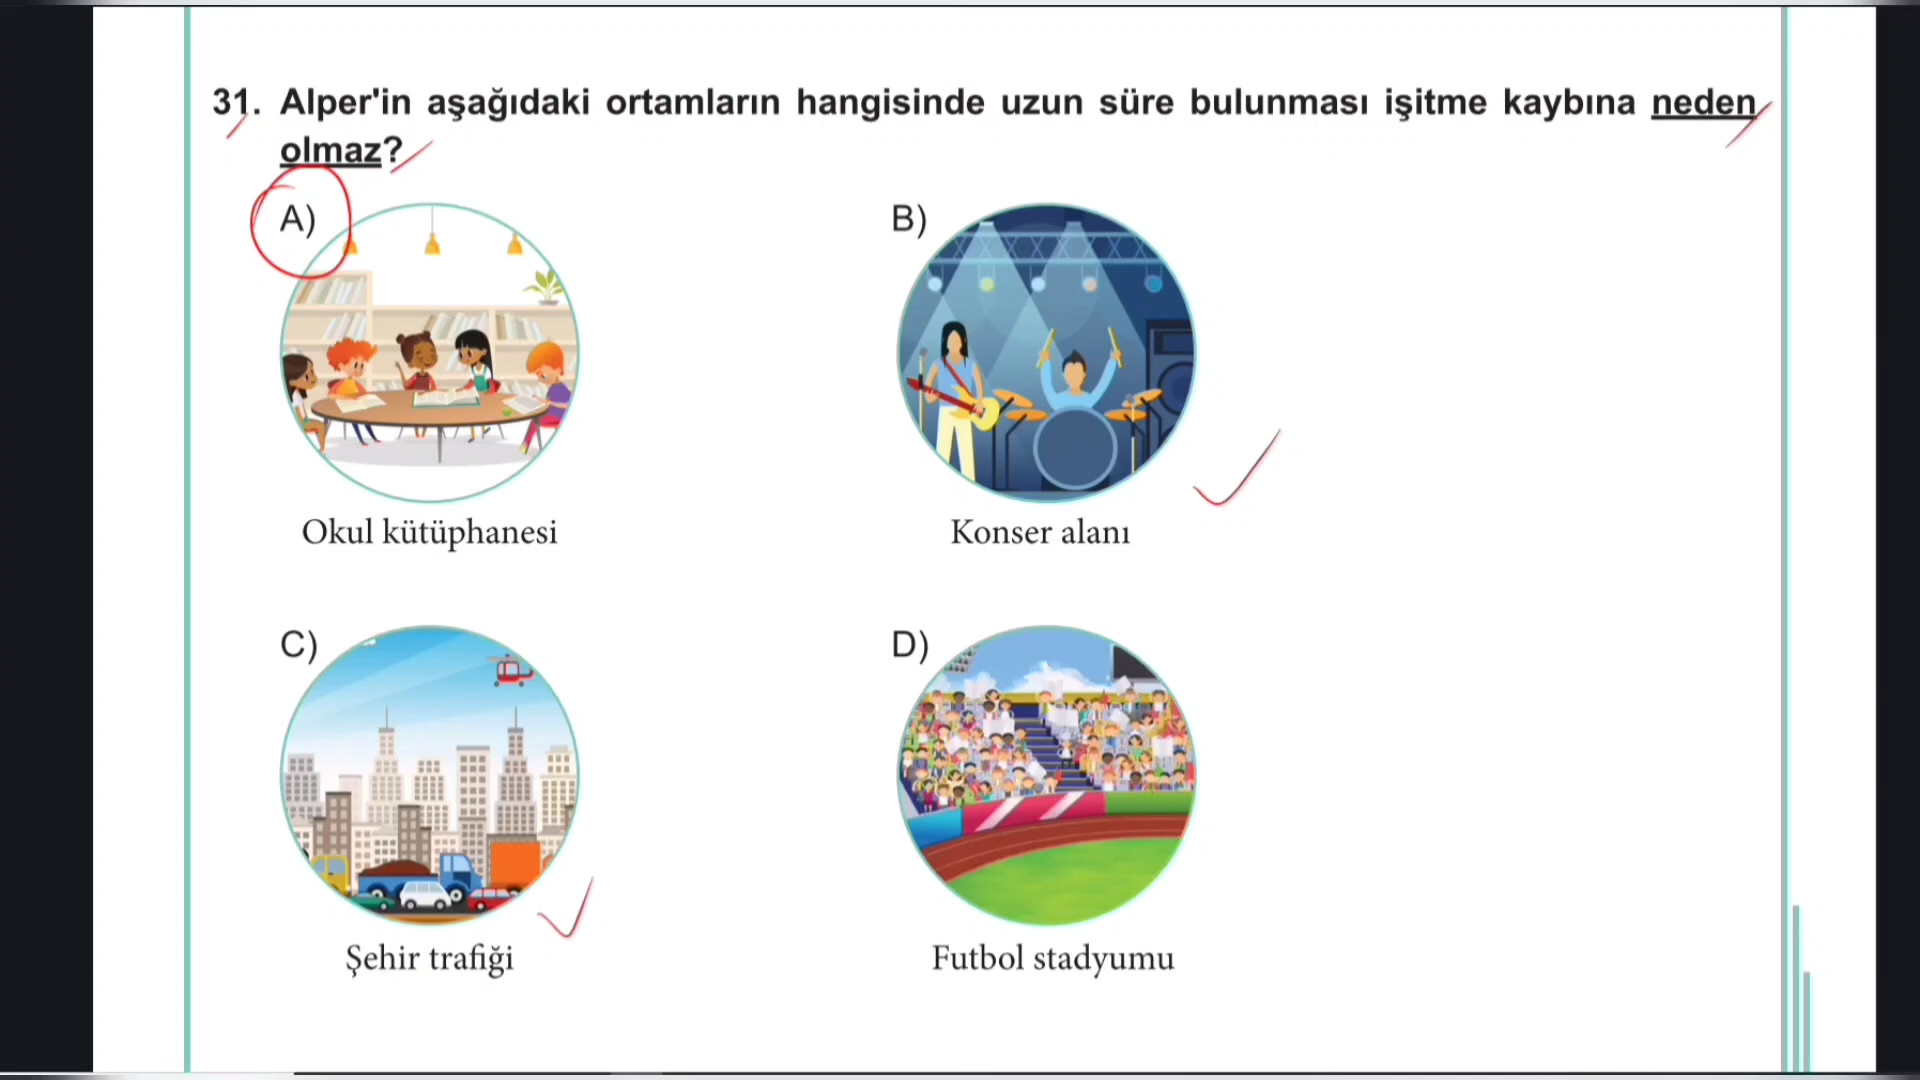 31. Alper'in aşağıdaki ortamların hangisinde uzun süre bulunması işitme kaybına neden
olmaz?
A)
B)
Okul kütüphanesi
Konser alanı
C)
D)
Şehir trafiği
Futbol stadyumu